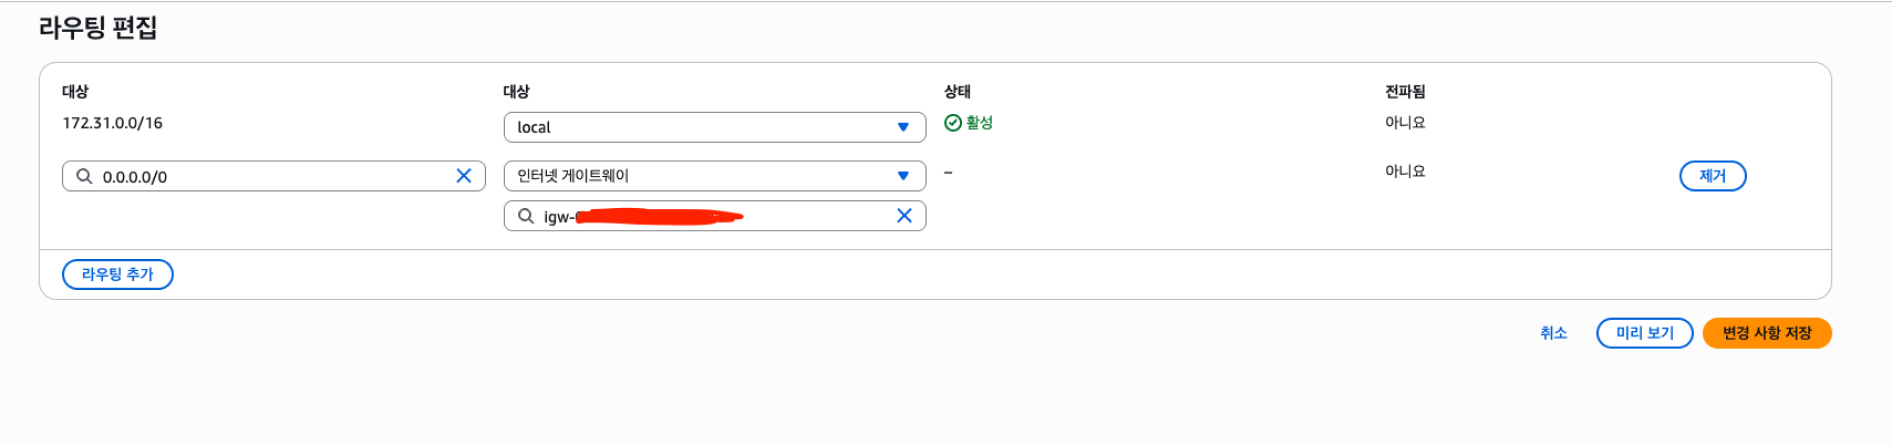 라우팅 편집
대상 대상 상태 전파됨
172.31.0.0/16 local 활성 아니요
0.0.0.0/0 인터넷 게이트웨이 – 아니요 제거
igw-
라우팅 추가
취소 미리 보기 변경 사항 저장